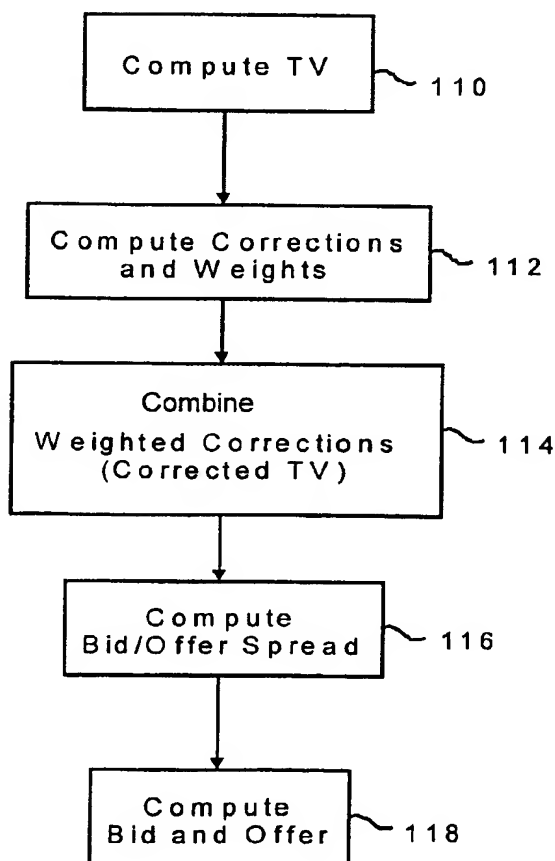 Compute TV
110
Compute Corrections
and Weights
112
Combine
Weighted Corrections
(Corrected TV)
114
Compute
Bid/Offer Spread
116
Compute
Bid and Offer
118